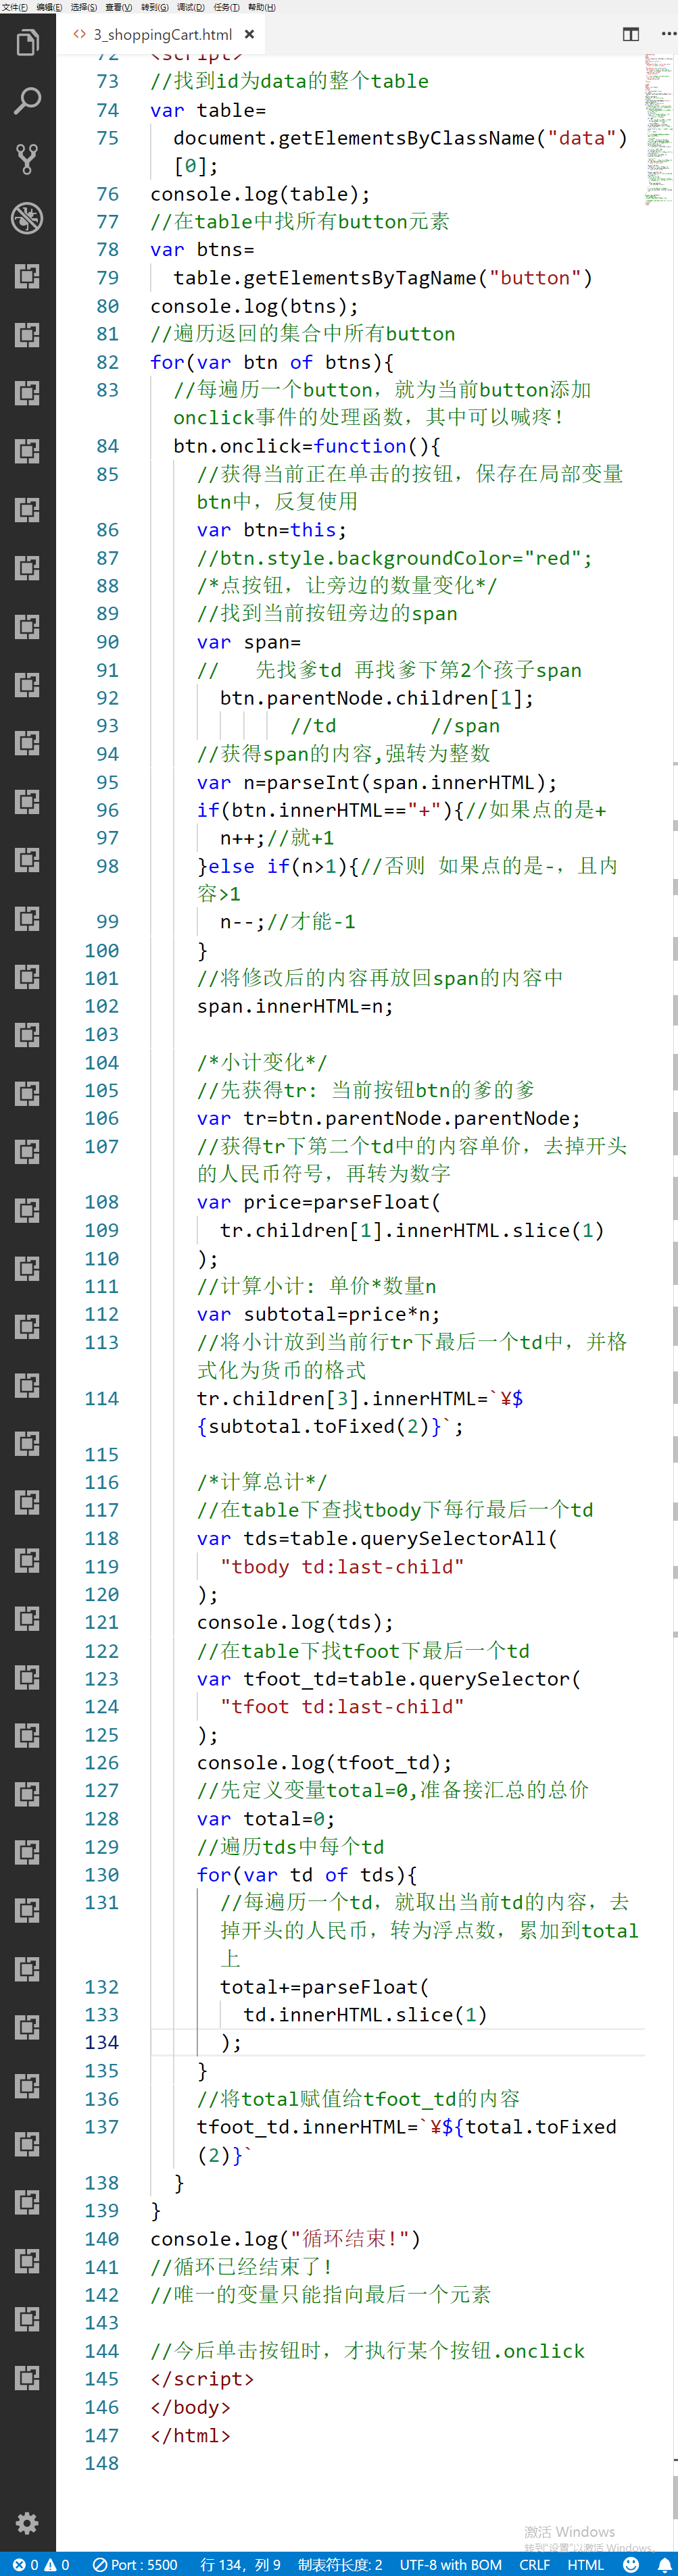 文件(F) 编辑(E) 选择(S) 查看(V) 转到(G) 调试(D) 任务(T) 帮助(H)
<> 3_shoppingCart.html ×
72 <script>
73 //找到id为data的整个table
74 var table=
75 document.getElementsByClassName("data")
[0];
76 console.log(table);
77 //在table中找所有button元素
78 var btns=
79 table.getElementsByTagName("button")
80 console.log(btns);
81 //遍历返回的集合中所有button
82 for(var btn of btns){
83 //每遍历一个button，就为当前button添加
onclick事件的处理函数，其中可以喊疼！
84 btn.onclick=function(){
85 //获得当前正在单击的按钮，保存在局部变量
btn中，反复使用
86 var btn=this;
87 //btn.style.backgroundColor="red";
88 /*点按钮，让旁边的数量变化*/
89 //找到当前按钮旁边的span
90 var span=
91 // 先找爹td 再找爹下第2个孩子span
92 btn.parentNode.children[1];
93 //td //span
94 //获得span的内容,强转为整数
95 var n=parseInt(span.innerHTML);
96 if(btn.innerHTML=="+"){//如果点的是+
97 n++;//就+1
98 }else if(n>1){//否则 如果点的是-，且内
容>1
99 n--;//才能-1
100 }
101 //将修改后的内容再放回span的内容中
102 span.innerHTML=n;
103
104 /*小计变化*/
105 //先获得tr: 当前按钮btn的爹的爹
106 var tr=btn.parentNode.parentNode;
107 //获得tr下第二个td中的内容单价，去掉开头
的人民币符号，再转为数字
108 var price=parseFloat(
109 tr.children[1].innerHTML.slice(1)
110 );
111 //计算小计: 单价*数量n
112 var subtotal=price*n;
113 //将小计放到当前行tr下最后一个td中，并格
式化为货币的格式
114 tr.children[3].innerHTML=`¥$
{subtotal.toFixed(2)}`;
115
116 /*计算总计*/
117 //在table下查找tbody下每行最后一个td
118 var tds=table.querySelectorAll(
119 "tbody td:last-child"
120 );
121 console.log(tds);
122 //在table下找tfoot下最后一个td
123 var tfoot_td=table.querySelector(
124 "tfoot td:last-child"
125 );
126 console.log(tfoot_td);
127 //先定义变量total=0,准备接汇总的总价
128 var total=0;
129 //遍历tds中每个td
130 for(var td of tds){
131 //每遍历一个td，就取出当前td的内容，去
掉开头的人民币，转为浮点数，累加到total
上
132 total+=parseFloat(
133 td.innerHTML.slice(1)
134 );
135 }
136 //将total赋值给tfoot_td的内容
137 tfoot_td.innerHTML=`¥${total.toFixed
(2)}`
138 }
139 }
140 console.log("循环结束!")
141 //循环已经结束了!
142 //唯一的变量只能指向最后一个元素
143
144 //今后单击按钮时，才执行某个按钮.onclick
145 </script>
146 </body>
147 </html>
148
激活 Windows
转到"设置"以激活 Windows。
0 0 Port : 5500 行 134，列 9 制表符长度: 2 UTF-8 with BOM CRLF HTML